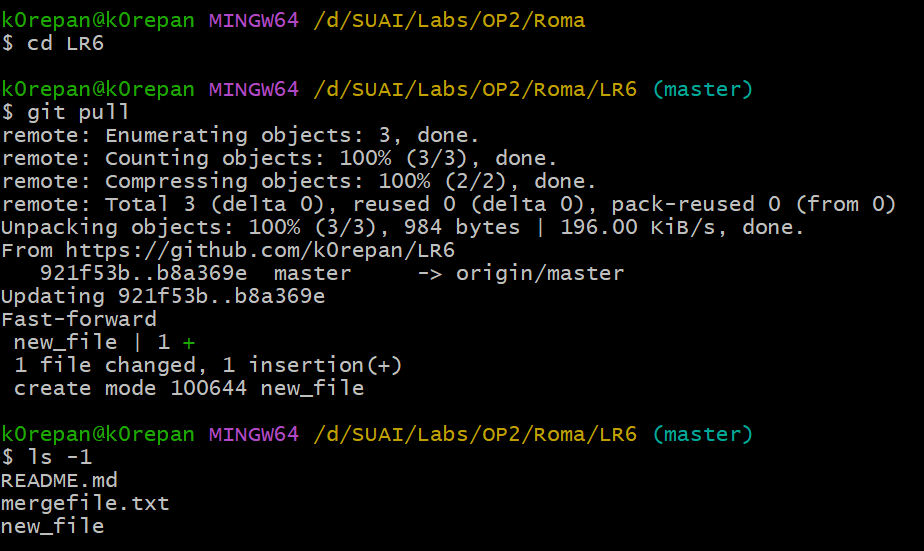 k0repan@k0repan MINGW64 /d/SUAI/Labs/OP2/Roma
$ cd LR6
k0repan@k0repan MINGW64 /d/SUAI/Labs/OP2/Roma/LR6 (master)
$ git pull
remote: Enumerating objects: 3, done.
remote: Counting objects: 100% (3/3), done.
remote: Compressing objects: 100% (2/2), done.
remote: Total 3 (delta 0), reused 0 (delta 0), pack-reused 0 (from 0)
Unpacking objects: 100% (3/3), 984 bytes | 196.00 KiB/s, done.
From https://github.com/k0repan/LR6
   921f53b..b8a369e  master     -> origin/master
Updating 921f53b..b8a369e
Fast-forward
 new_file | 1 +
 1 file changed, 1 insertion(+)
 create mode 100644 new_file
k0repan@k0repan MINGW64 /d/SUAI/Labs/OP2/Roma/LR6 (master)
$ ls -1
README.md
mergefile.txt
new_file